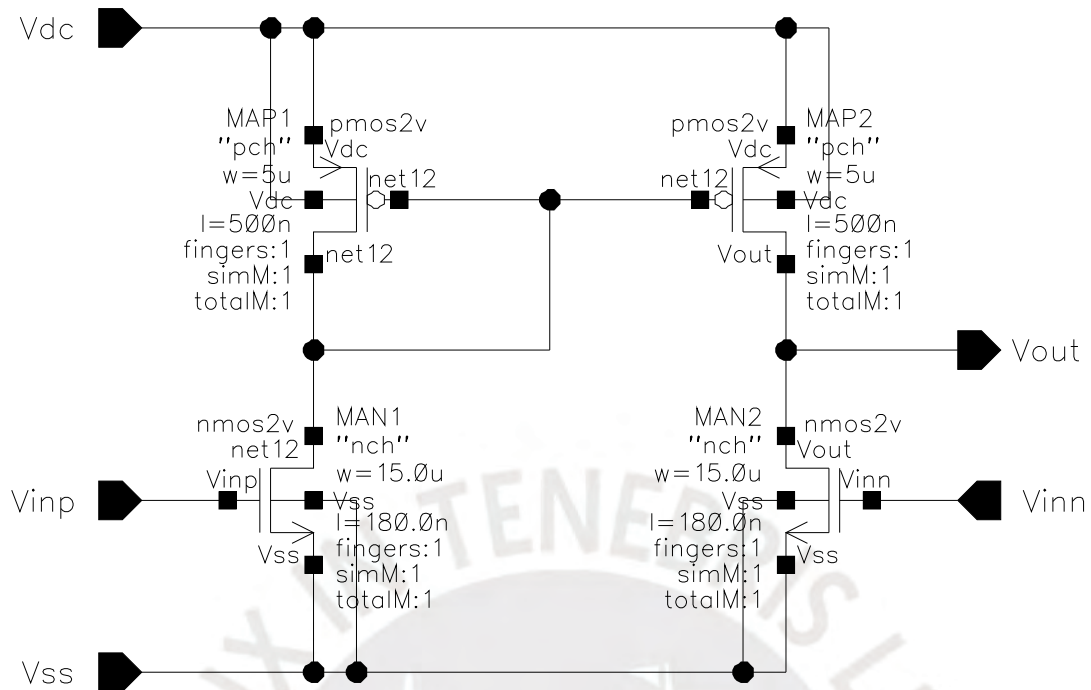 Vdc
MAP1
"pch"
w=5u
Vdc
l=500n
fingers:1
simM:1
totalM:1
pmos2v
Vdc
net12
net12
pmos2v
Vdc
net12
Vout
MAP2
"pch"
w=5u
Vdc
l=500n
fingers:1
simM:1
totalM:1
Vout
nmos2v
net12
Vinp
Vinp
Vss
MAN1
"nch"
w=15.0u
Vss
l=180.0n
fingers:1
simM:1
totalM:1
MAN2
"nch"
w=15.0u
Vss
l=180.0n
fingers:1
simM:1
totalM:1
nmos2v
Vout
Vinn
Vss
Vinn
Vss
TENEBRIS